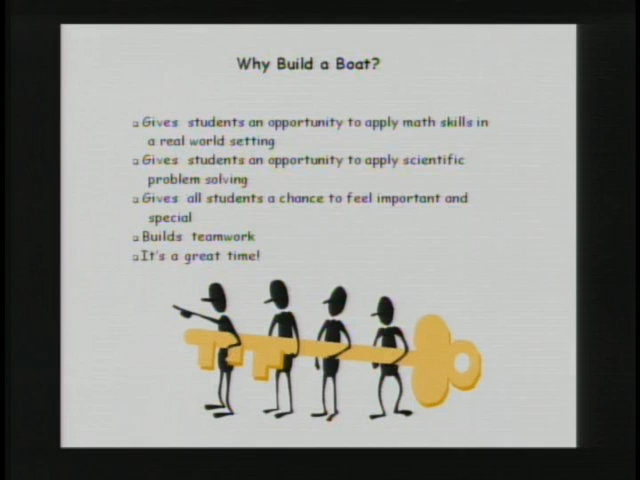 Why Build a Boat?
Gives students an opportunity to apply math skills in
a real world setting
Gives students an opportunity to apply scientific
problem solving
Gives all students a chance to feel important and
special
Builds teamwork
It's a great time!